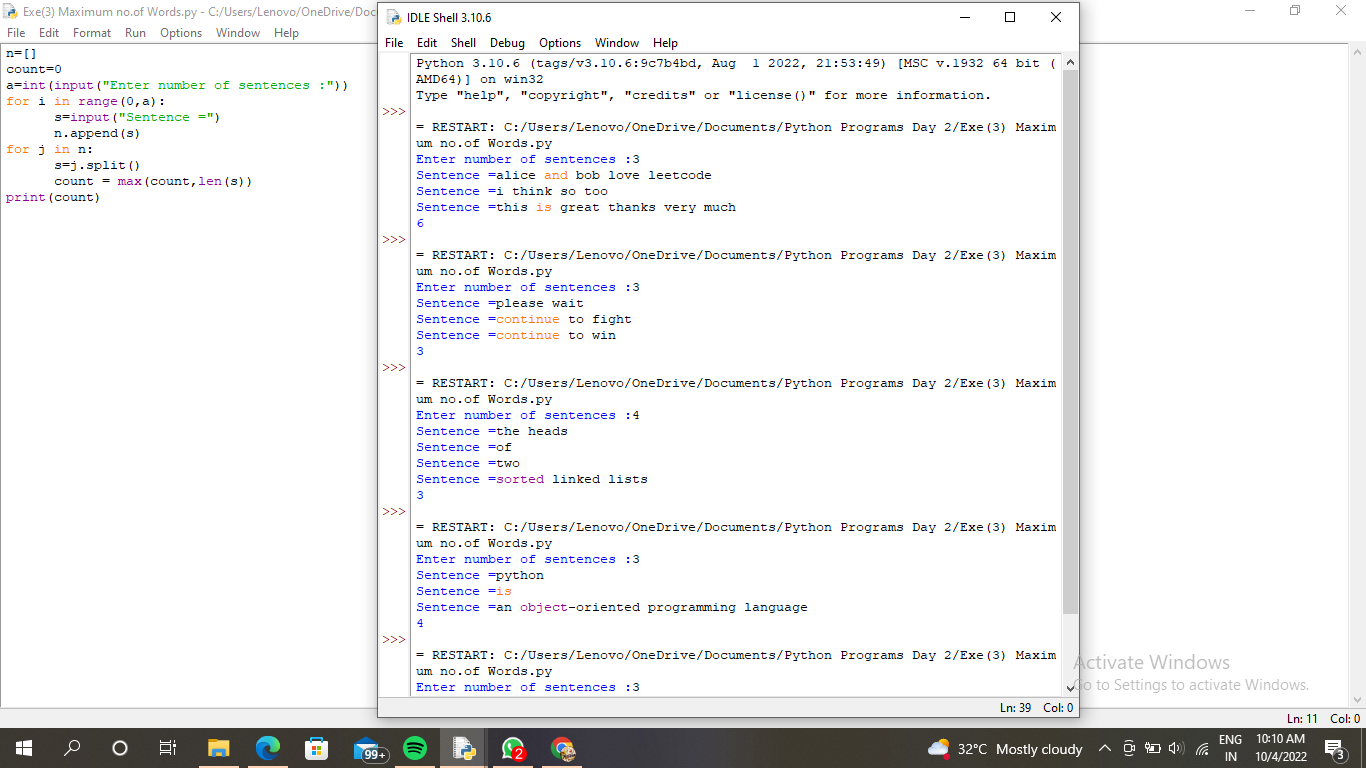 Exe(3) Maximum no.of Words.py - C:/Users/Lenovo/OneDrive/Doc
File Edit Format Run Options Window Help
n=[]
count=0
a=int(input("Enter number of sentences :"))
for i in range(0,a):
      s=input("Sentence =")
      n.append(s)
for j in n:
      s=j.split()
      count = max(count,len(s))
print(count)
IDLE Shell 3.10.6
File Edit Shell Debug Options Window Help
Python 3.10.6 (tags/v3.10.6:9c7b4bd, Aug  1 2022, 21:53:49) [MSC v.1932 64 bit (
AMD64)] on win32
Type "help", "copyright", "credits" or "license()" for more information.
>>>
= RESTART: C:/Users/Lenovo/OneDrive/Documents/Python Programs Day 2/Exe(3) Maxim
um no.of Words.py
Enter number of sentences :3
Sentence =alice and bob love leetcode
Sentence =i think so too
Sentence =this is great thanks very much
6
>>>
= RESTART: C:/Users/Lenovo/OneDrive/Documents/Python Programs Day 2/Exe(3) Maxim
um no.of Words.py
Enter number of sentences :3
Sentence =please wait
Sentence =continue to fight
Sentence =continue to win
3
>>>
= RESTART: C:/Users/Lenovo/OneDrive/Documents/Python Programs Day 2/Exe(3) Maxim
um no.of Words.py
Enter number of sentences :4
Sentence =the heads
Sentence =of
Sentence =two
Sentence =sorted linked lists
3
>>>
= RESTART: C:/Users/Lenovo/OneDrive/Documents/Python Programs Day 2/Exe(3) Maxim
um no.of Words.py
Enter number of sentences :3
Sentence =python
Sentence =is
Sentence =an object-oriented programming language
4
>>>
= RESTART: C:/Users/Lenovo/OneDrive/Documents/Python Programs Day 2/Exe(3) Maxim
um no.of Words.py
Enter number of sentences :3
Ln: 39 Col: 0
Activate Windows
Go to Settings to activate Windows.
Ln: 11 Col: 0
99+
2
32°C Mostly cloudy
ENG
IN
10:10 AM
10/4/2022
3